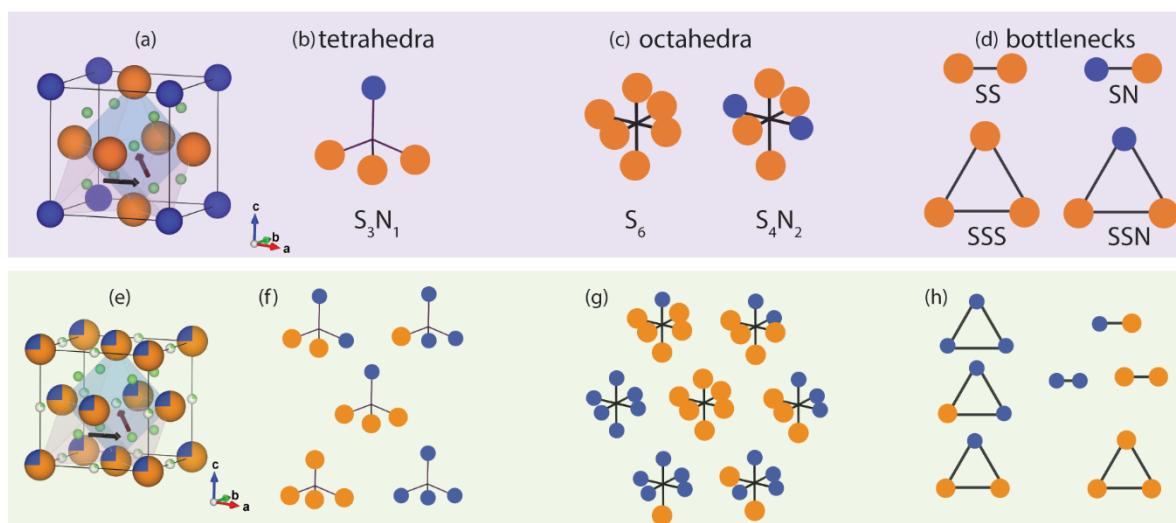 (a)
(b) tetrahedra
(c) octahedra
(d) bottlenecks
SS
SN
c
b
a
S3N1
S6
S4N2
SSS
SSN
(e)
(f)
(g)
(h)
c
b
a